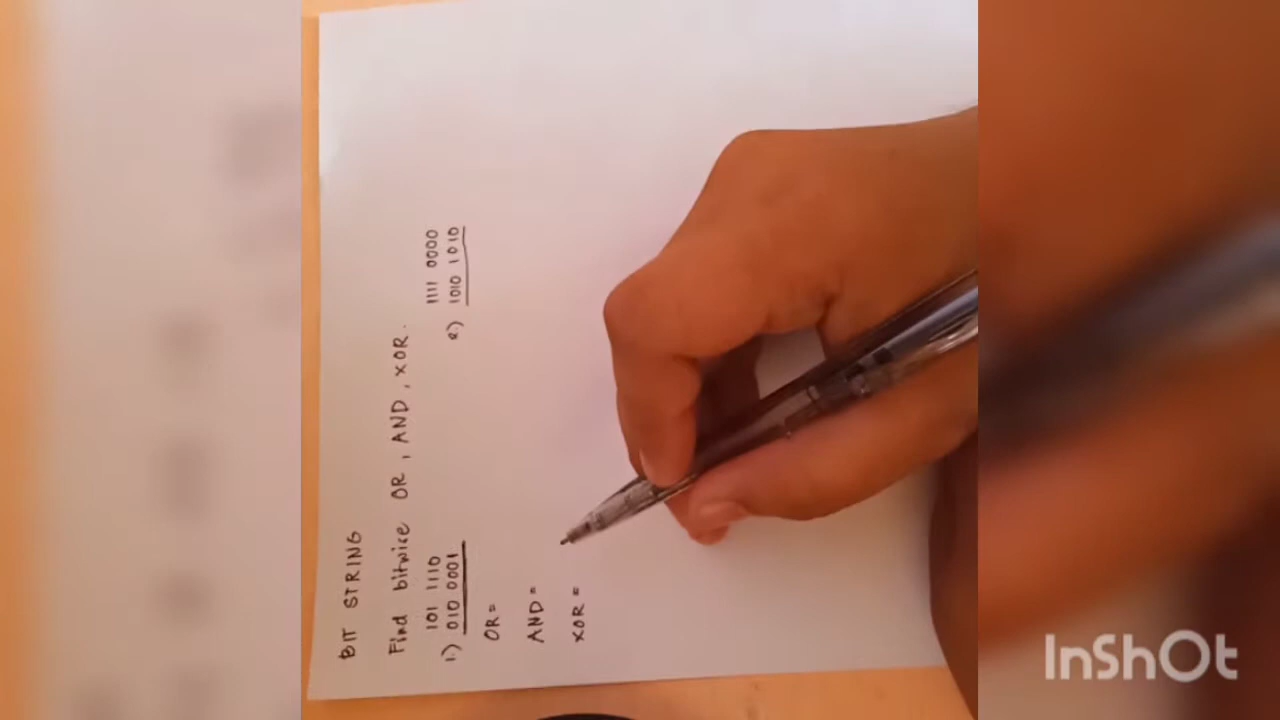 BIT STRING
Find bitwice OR, AND, XOR.
101 1110
1.) 010 0001
OR=
AND=
XOR=
1111 0000
2.) 1010 1010
InShOt